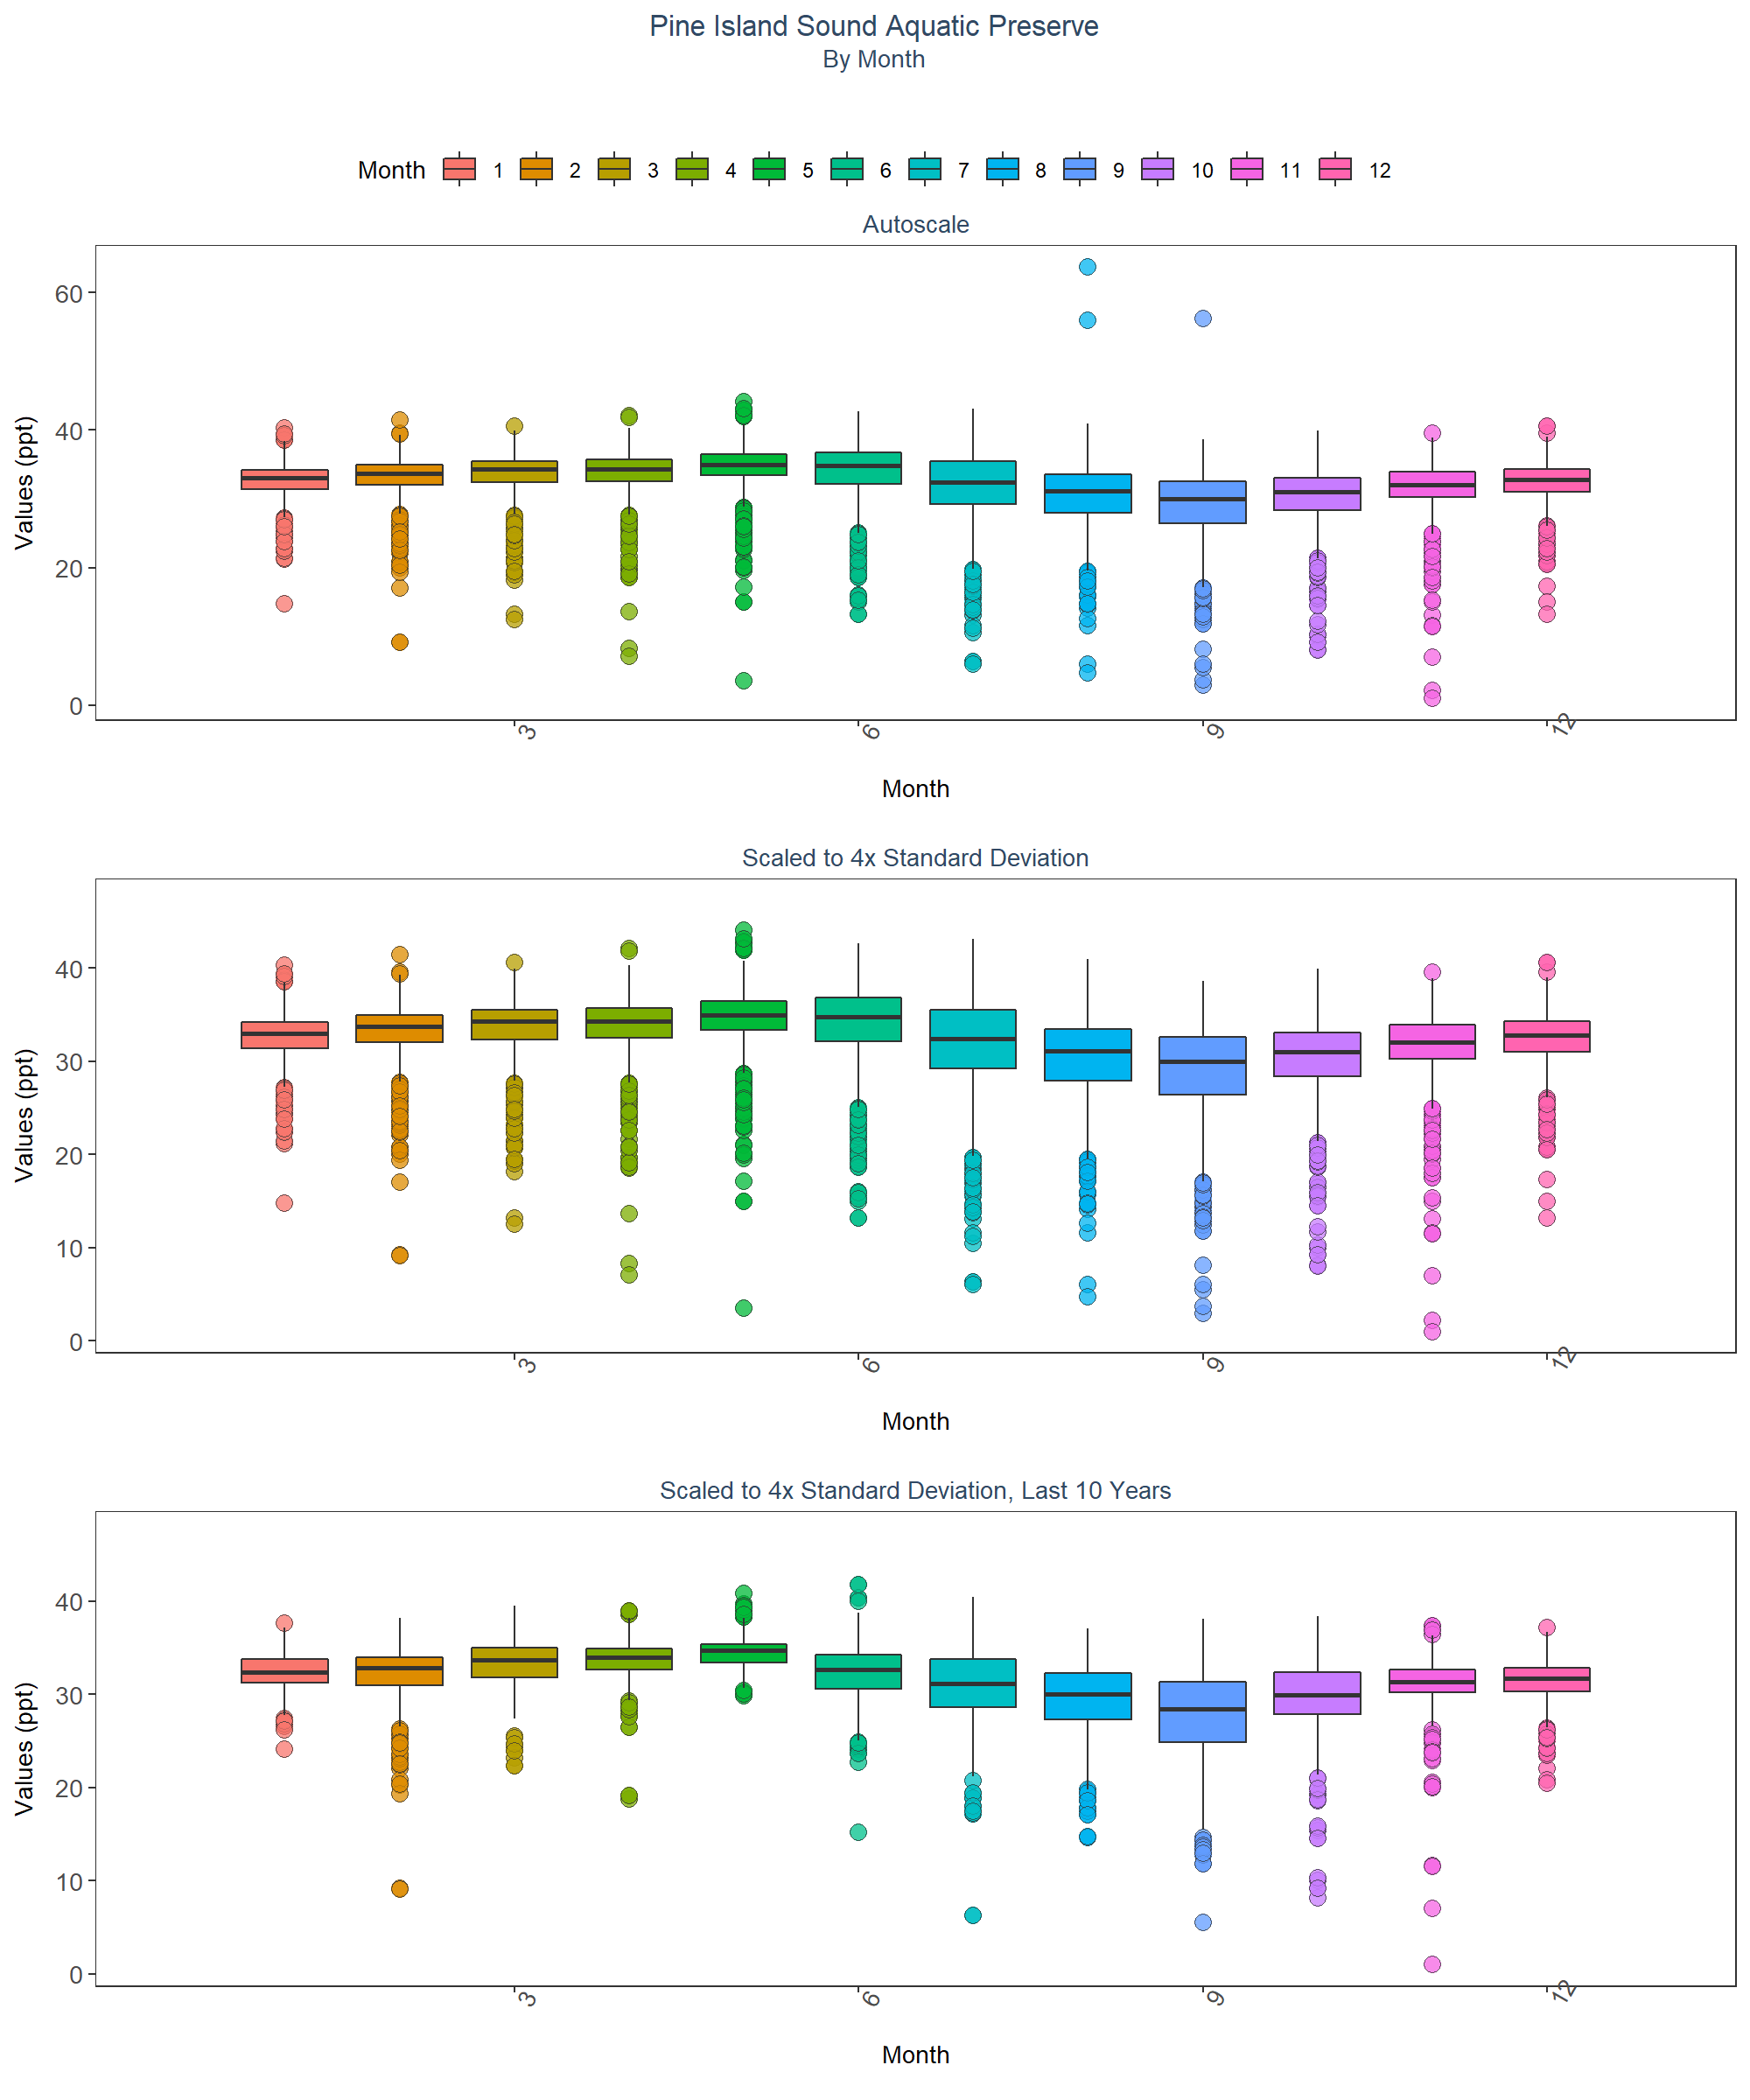 Pine Island Sound Aquatic Preserve
By Month
Month 1 2 3 4 5 6 7 8 9 10 11 12
Autoscale
Values (ppt)
60
40
20
0
3 6 9 12
Month
Scaled to 4x Standard Deviation
Values (ppt)
40
30
20
10
0
3 6 9 12
Month
Scaled to 4x Standard Deviation, Last 10 Years
Values (ppt)
40
30
20
10
0
3 6 9 12
Month